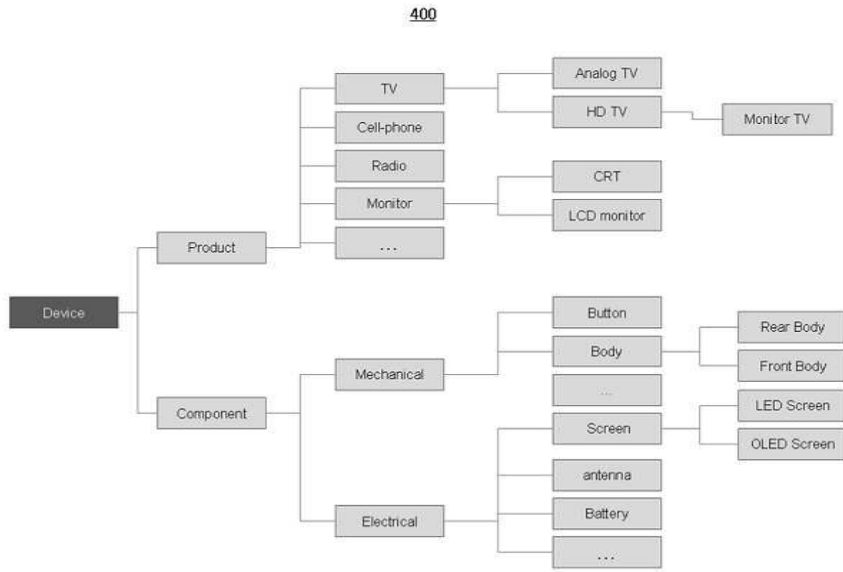 400
Device
Product
TV
Analog TV
HD TV
Monitor TV
Cell-phone
Radio
Monitor
CRT
LCD monitor
...
Component
Mechanical
Button
Body
Rear Body
Front Body
...
Electrical
Screen
LED Screen
OLED Screen
antenna
Battery
...